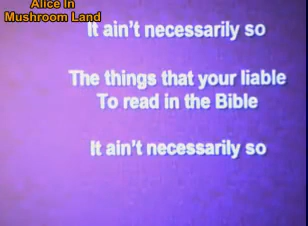 Alice In
Mushroom Land
It ain't necessarily so
The things that your liable
To read in the Bible
It ain't necessarily so